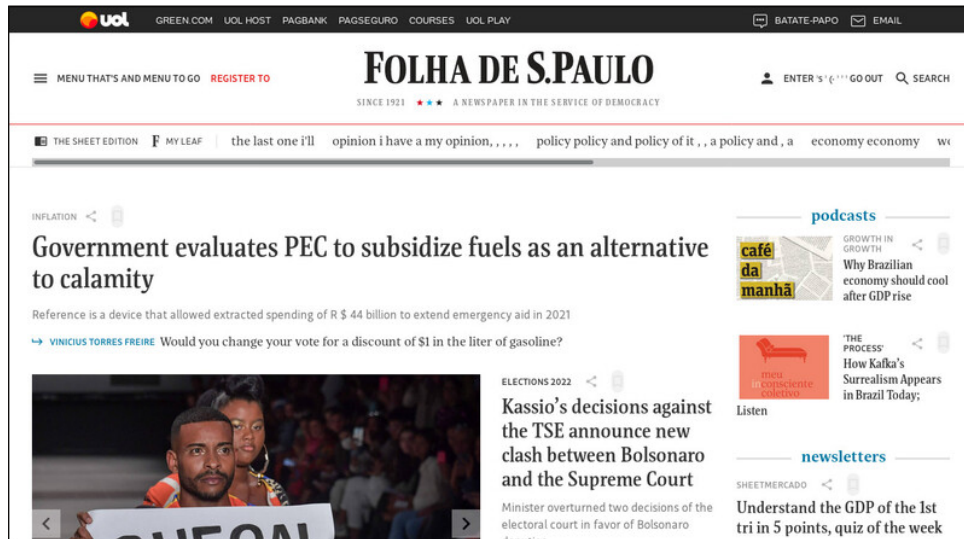 uol GREEN.COM UOL HOST PAGBANK PAGSEGURO COURSES UOL PLAY BATATE-PAPO EMAIL
MENU THAT'S AND MENU TO GO REGISTER TO
FOLHA DE S.PAULO
SINCE 1921 ★★★ A NEWSPAPER IN THE SERVICE OF DEMOCRACY
ENTER GO OUT SEARCH
THE SHEET EDITION F MY LEAF the last one i'll opinion i have a my opinion, , , , , policy policy and policy of it , , a policy and , a economy economy
INFLATION
Government evaluates PEC to subsidize fuels as an alternative
to calamity
Reference is a device that allowed extracted spending of R $ 44 billion to extend emergency aid in 2021
VINICIUS TORRES FREIRE Would you change your vote for a discount of $1 in the liter of gasoline?
ELECTIONS 2022
Kassio's decisions against
the TSE announce new
clash between Bolsonaro
and the Supreme Court
Minister overturned two decisions of the
electoral court in favor of Bolsonaro
podcasts
café
da
manhã
GROWTH IN
GROWTH
Why Brazilian
economy should cool
after GDP rise
meu
inconsciente
coletivo
'THE
PROCESS'
How Kafka's
Surrealism Appears
in Brazil Today;
Listen
newsletters
SHEETMERCADO
Understand the GDP of the 1st
tri in 5 points, quiz of the week